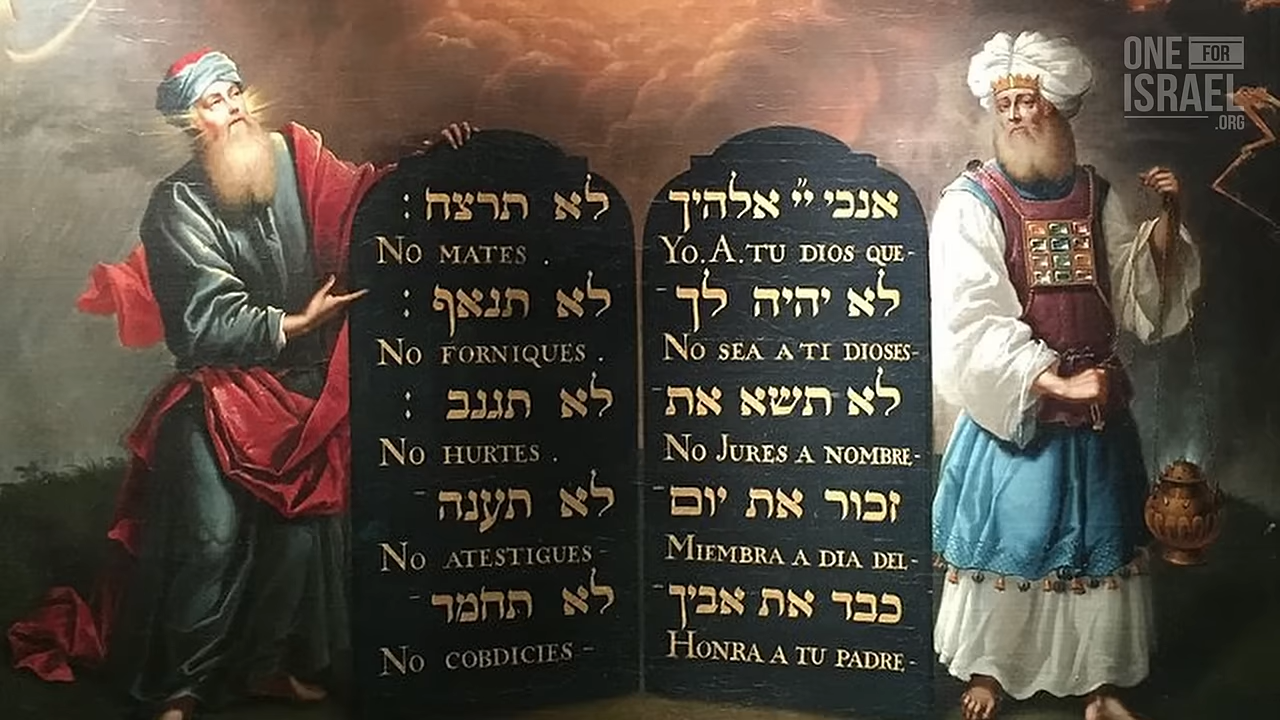 אנכי יי״ אלהיך
Yo.A.TU DIOS QUE-
לא יהיה לך-
No SEA A TI DIOSES-
לא תשא את-
No JURES A NOMBRE-
זכור את יום-
MIEMBRA A DIA DEL-
כבד את אביך-
HONRA A TU PADRE-
לא תרצח :
No MATES .
לא תנאף :
No FORNIQUES .
לא תגנב :
No HURTES .
לא תענה-
No ATESTIGUES-
לא תחמד-
No COBDICIES-
ONE FOR
ISRAEL
.ORG